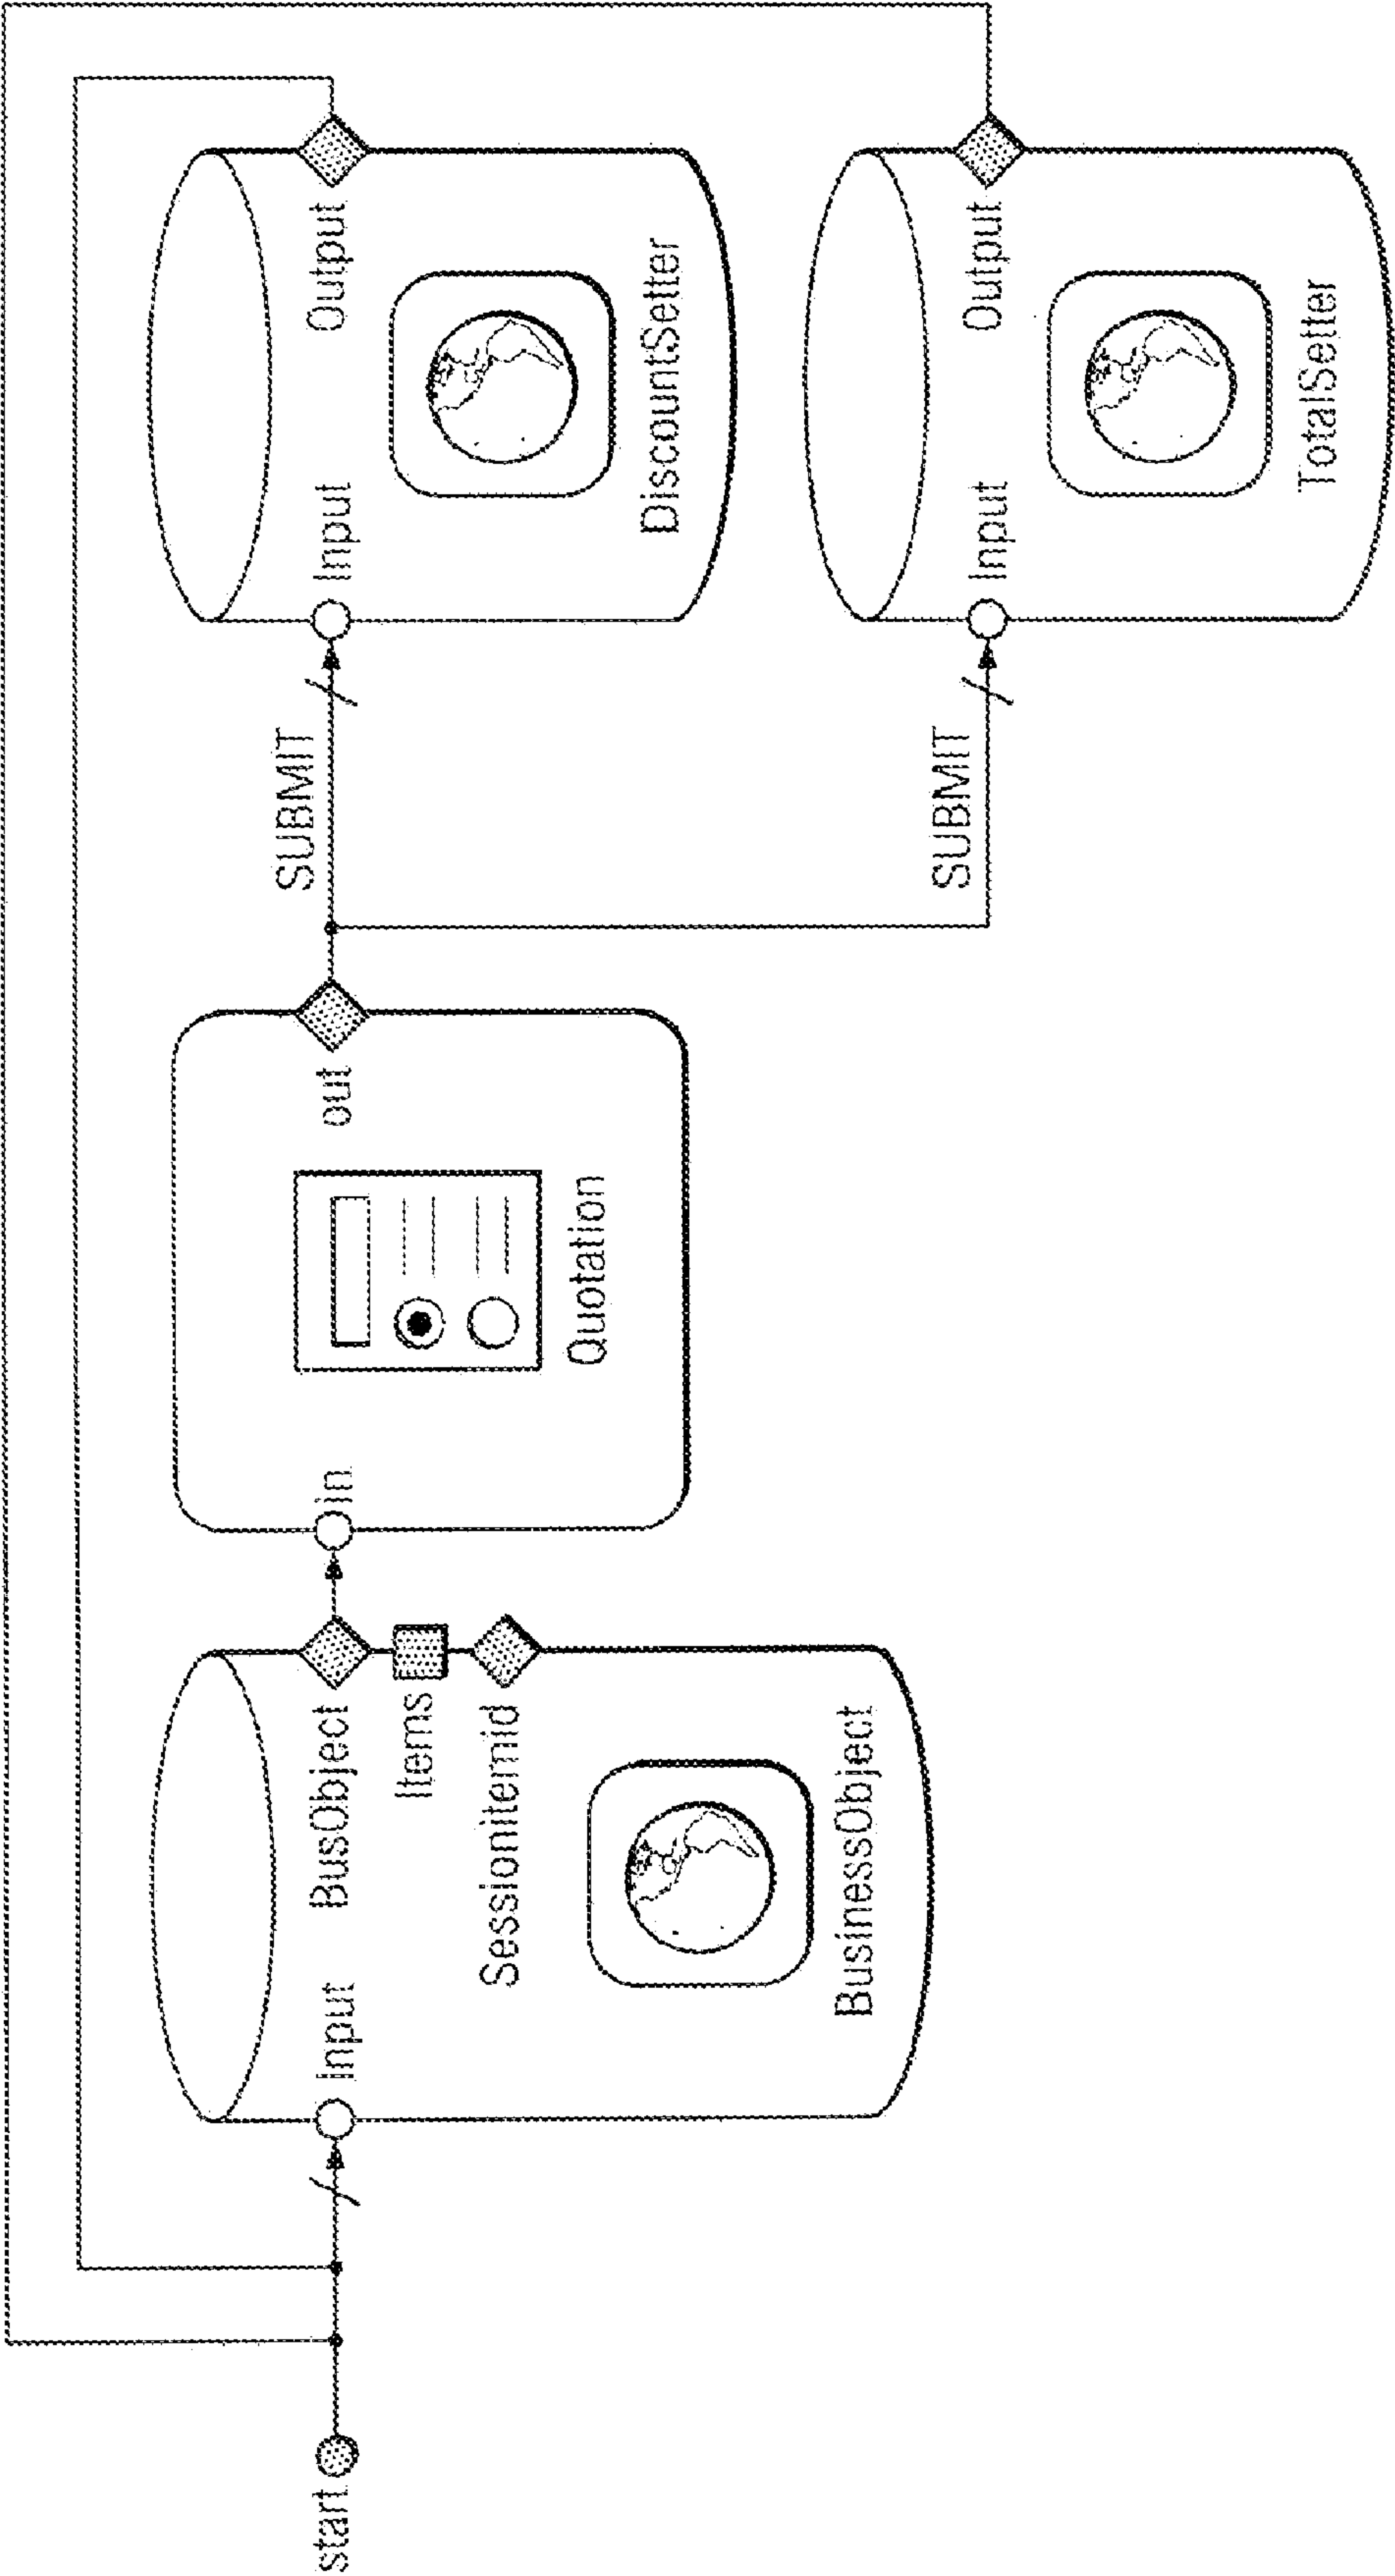 start
Input
BusObject
Items
Sessionitemid
BusinessObject
in
out
Quotation
SUBMIT
Input
Output
DiscountSetter
SUBMIT
Input
Output
TotalSetter